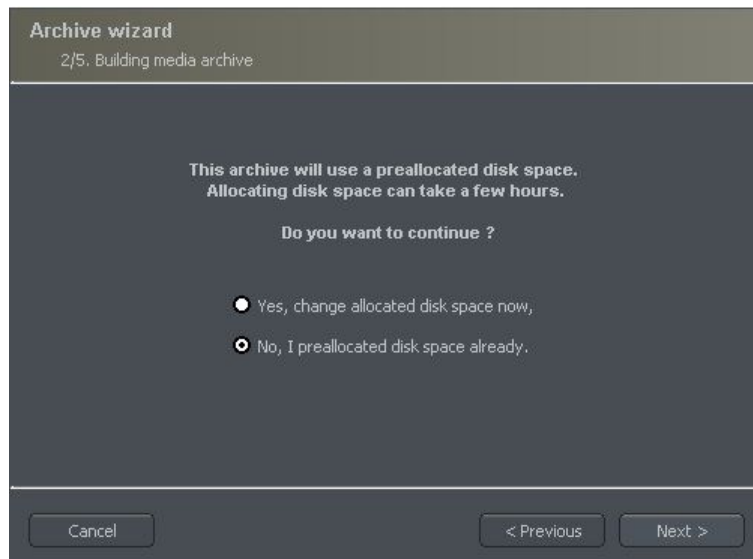 Archive wizard
2/5. Building media archive
This archive will use a preallocated disk space.
Allocating disk space can take a few hours.
Do you want to continue ?
Yes, change allocated disk space now,
No, I preallocated disk space already.
Cancel
< Previous
Next >